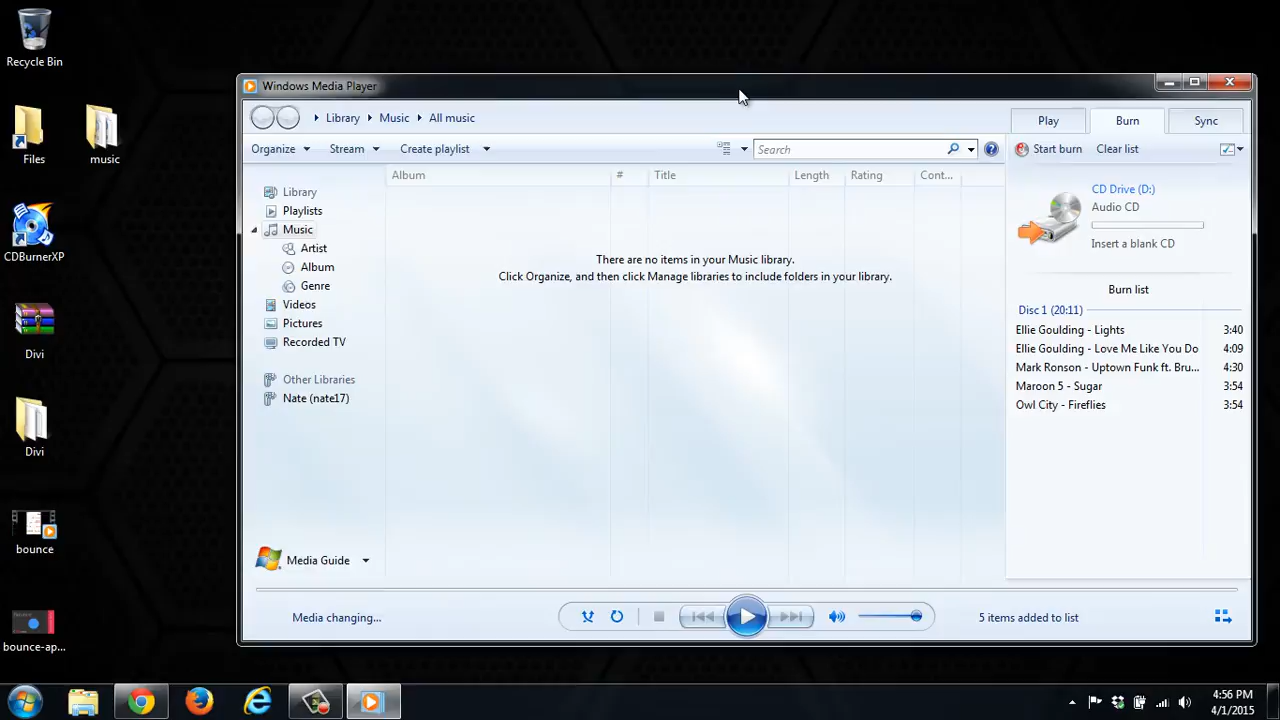 Recycle Bin
Files
music
CDBurnerXP
Divi
Divi
bounce
bounce-ap...
Windows Media Player
Library
Music
All music
Play
Burn
Sync
Organize
Stream
Create playlist
Search
Start burn
Clear list
Album
#
Title
Length
Rating
Cont...
Library
Playlists
Music
Artist
Album
Genre
Videos
Pictures
Recorded TV
Other Libraries
Nate (nate17)
Media Guide
There are no items in your Music library.
Click Organize, and then click Manage libraries to include folders in your library.
CD Drive (D:)
Audio CD
Insert a blank CD
Burn list
Disc 1 (20:11)
Ellie Goulding - Lights 3:40
Ellie Goulding - Love Me Like You Do 4:09
Mark Ronson - Uptown Funk ft. Bru... 4:30
Maroon 5 - Sugar 3:54
Owl City - Fireflies 3:54
Media changing...
5 items added to list
4:56 PM
4/1/2015